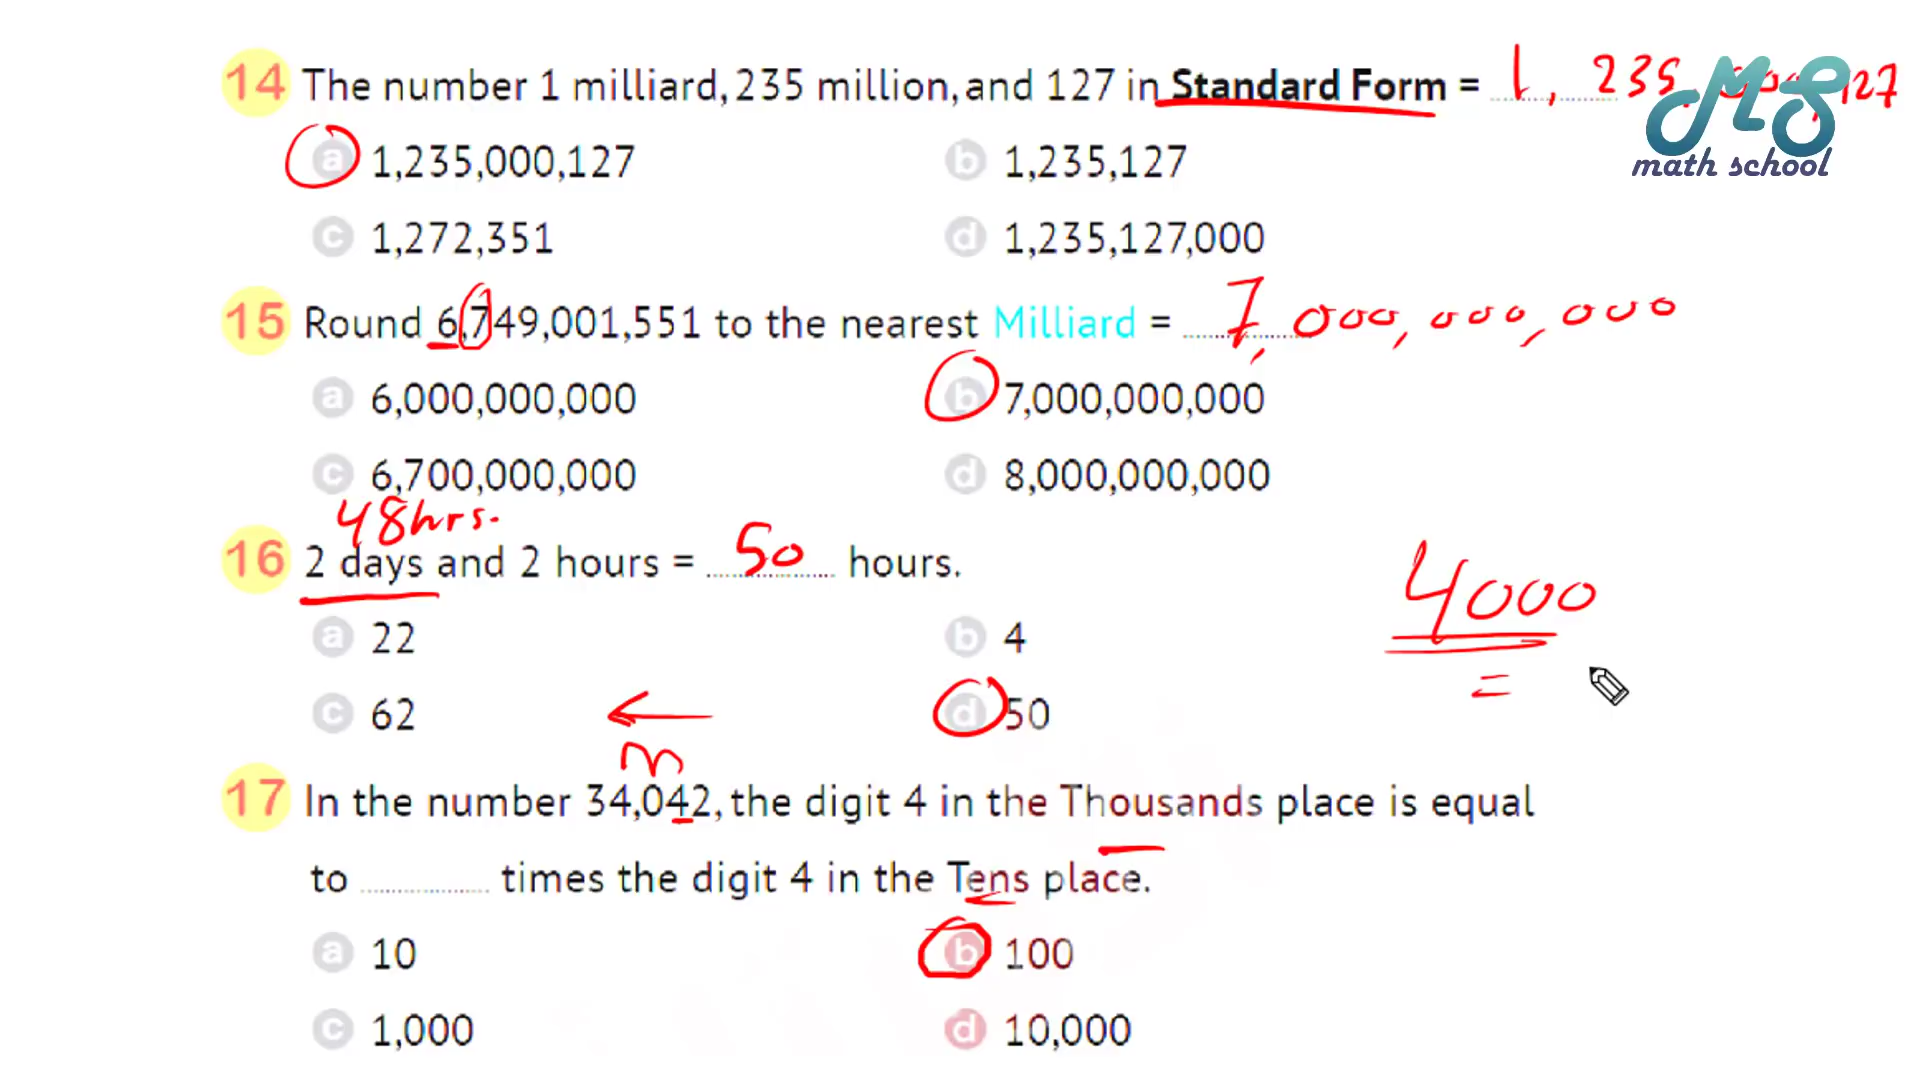 14 The number 1 milliard, 235 million, and 127 in Standard Form = 1, 235, 000, 127
a 1,235,000,127 b 1,235,127
c 1,272,351 d 1,235,127,000
MS
math school
15 Round 6,749,001,551 to the nearest Milliard = 7,000,000,000
a 6,000,000,000 b 7,000,000,000
c 6,700,000,000 d 8,000,000,000
48hrs.
16 2 days and 2 hours = 50 hours.
4000
=
a 22 b 4
c 62 d 50
17 In the number 34,042, the digit 4 in the Thousands place is equal
to ................ times the digit 4 in the Tens place.
a 10 b 100
c 1,000 d 10,000